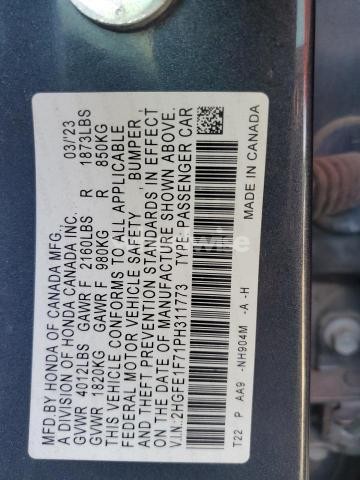 MFD. BY HONDA OF CANADA MFG., 03/23
A DIVISION OF HONDA CANADA INC.
GVWR 4012LBS GAWR F 2160LBS R 1873LBS
GVWR 1820KG GAWR F 980KG R 850KG
THIS VEHICLE CONFORMS TO ALL APPLICABLE
FEDERAL MOTOR VEHICLE SAFETY, BUMPER,
AND THEFT PREVENTION STANDARDS IN EFFECT
ON THE DATE OF MANUFACTURE SHOWN ABOVE.
V.I.N.: 2HGFE1F71PH311773 TYPE: PASSENGER CAR
T22 P AA9 -NH904M -A -H
MADE IN CANADA